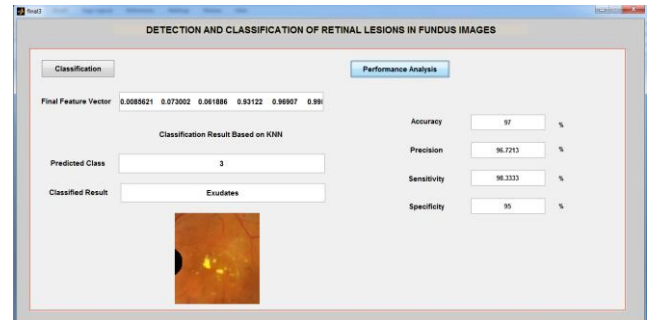 final3
DETECTION AND CLASSIFICATION OF RETINAL LESIONS IN FUNDUS IMAGES
Classification
Performance Analysis
Final Feature Vector 0.0085621 0.073002 0.061886 0.93122 0.96907
Classification Result Based on KNN
Predicted Class 3
Classified Result Exudates
Accuracy 97 %
Precision 96.7213 %
Sensitivity 98.3333 %
Specificity 95 %